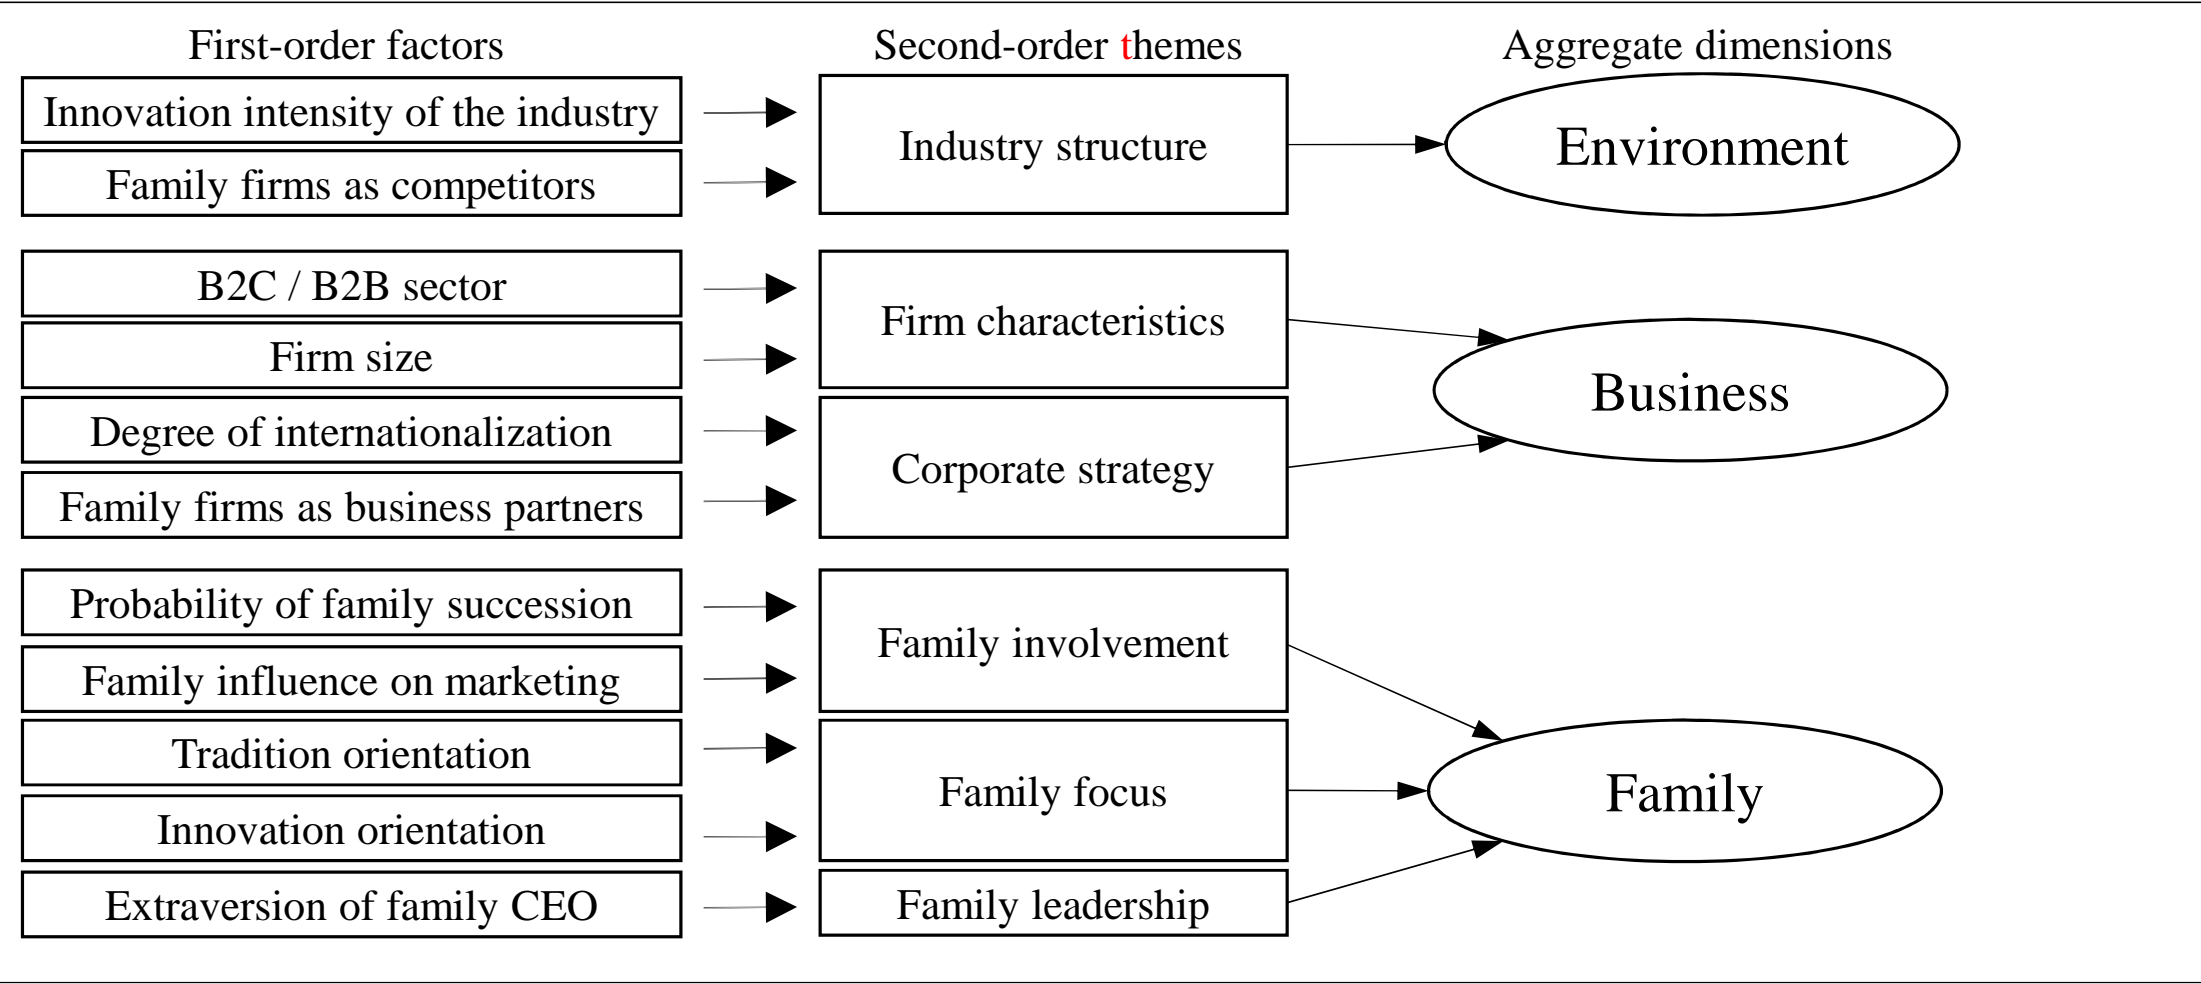 First-order factors
Second-order themes
Aggregate dimensions
Innovation intensity of the industry
Family firms as competitors
Industry structure
Environment
B2C / B2B sector
Firm size
Degree of internationalization
Family firms as business partners
Firm characteristics
Corporate strategy
Business
Probability of family succession
Family influence on marketing
Tradition orientation
Innovation orientation
Extraversion of family CEO
Family involvement
Family focus
Family leadership
Family